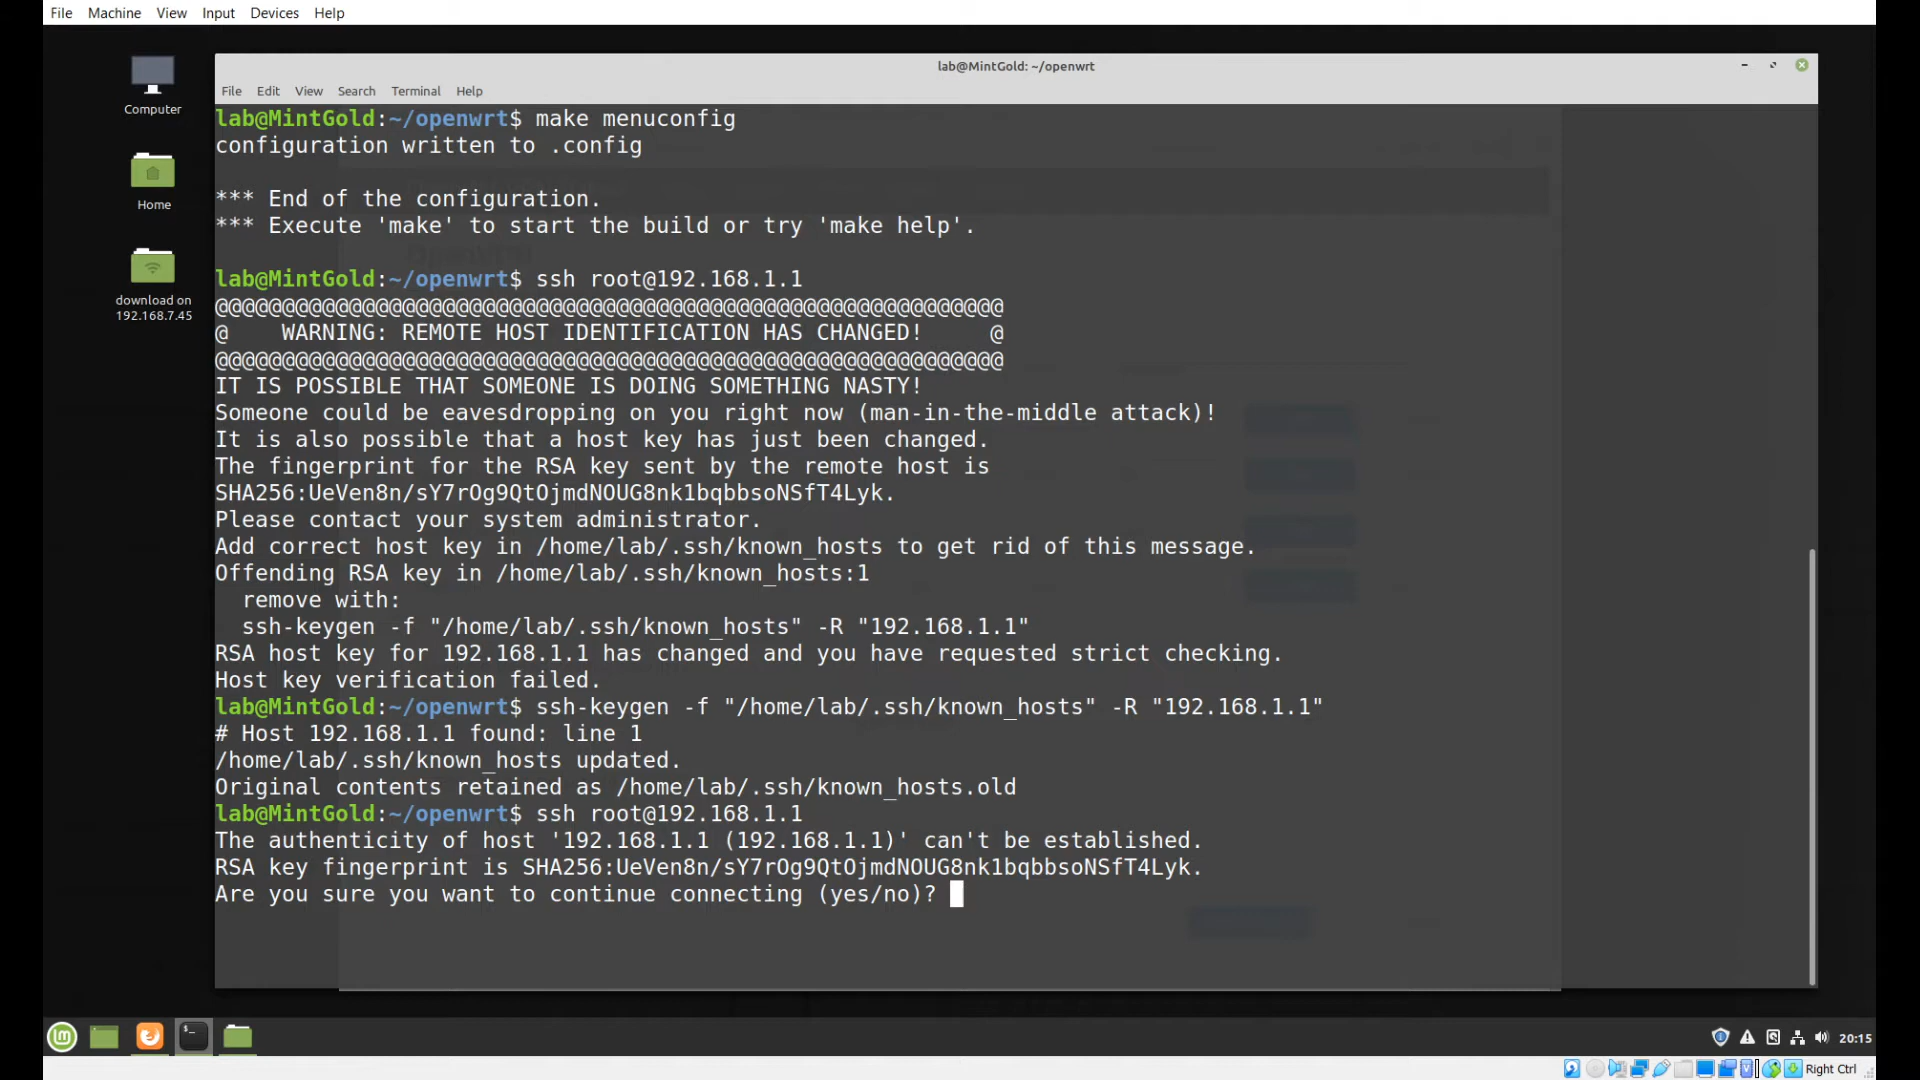 File Machine View Input Devices Help
Computer
Home
download on
192.168.7.45
lab@MintGold: ~/openwrt
File Edit View Search Terminal Help
lab@MintGold:~/openwrt$ make menuconfig
configuration written to .config
*** End of the configuration.
*** Execute 'make' to start the build or try 'make help'.
lab@MintGold:~/openwrt$ ssh root@192.168.1.1
@@@@@@@@@@@@@@@@@@@@@@@@@@@@@@@@@@@@@@@@@@@@@@@@@@@@@@@@@@@
@    WARNING: REMOTE HOST IDENTIFICATION HAS CHANGED!     @
@@@@@@@@@@@@@@@@@@@@@@@@@@@@@@@@@@@@@@@@@@@@@@@@@@@@@@@@@@@
IT IS POSSIBLE THAT SOMEONE IS DOING SOMETHING NASTY!
Someone could be eavesdropping on you right now (man-in-the-middle attack)!
It is also possible that a host key has just been changed.
The fingerprint for the RSA key sent by the remote host is
SHA256:UeVen8n/sY7rOg9QtOjmdNOUG8nk1bqbbsoNSfT4Lyk.
Please contact your system administrator.
Add correct host key in /home/lab/.ssh/known_hosts to get rid of this message.
Offending RSA key in /home/lab/.ssh/known_hosts:1
  remove with:
  ssh-keygen -f "/home/lab/.ssh/known_hosts" -R "192.168.1.1"
RSA host key for 192.168.1.1 has changed and you have requested strict checking.
Host key verification failed.
lab@MintGold:~/openwrt$ ssh-keygen -f "/home/lab/.ssh/known_hosts" -R "192.168.1.1"
# Host 192.168.1.1 found: line 1
/home/lab/.ssh/known_hosts updated.
Original contents retained as /home/lab/.ssh/known_hosts.old
lab@MintGold:~/openwrt$ ssh root@192.168.1.1
The authenticity of host '192.168.1.1 (192.168.1.1)' can't be established.
RSA key fingerprint is SHA256:UeVen8n/sY7rOg9QtOjmdNOUG8nk1bqbbsoNSfT4Lyk.
Are you sure you want to continue connecting (yes/no)?
20:15
Right Ctrl